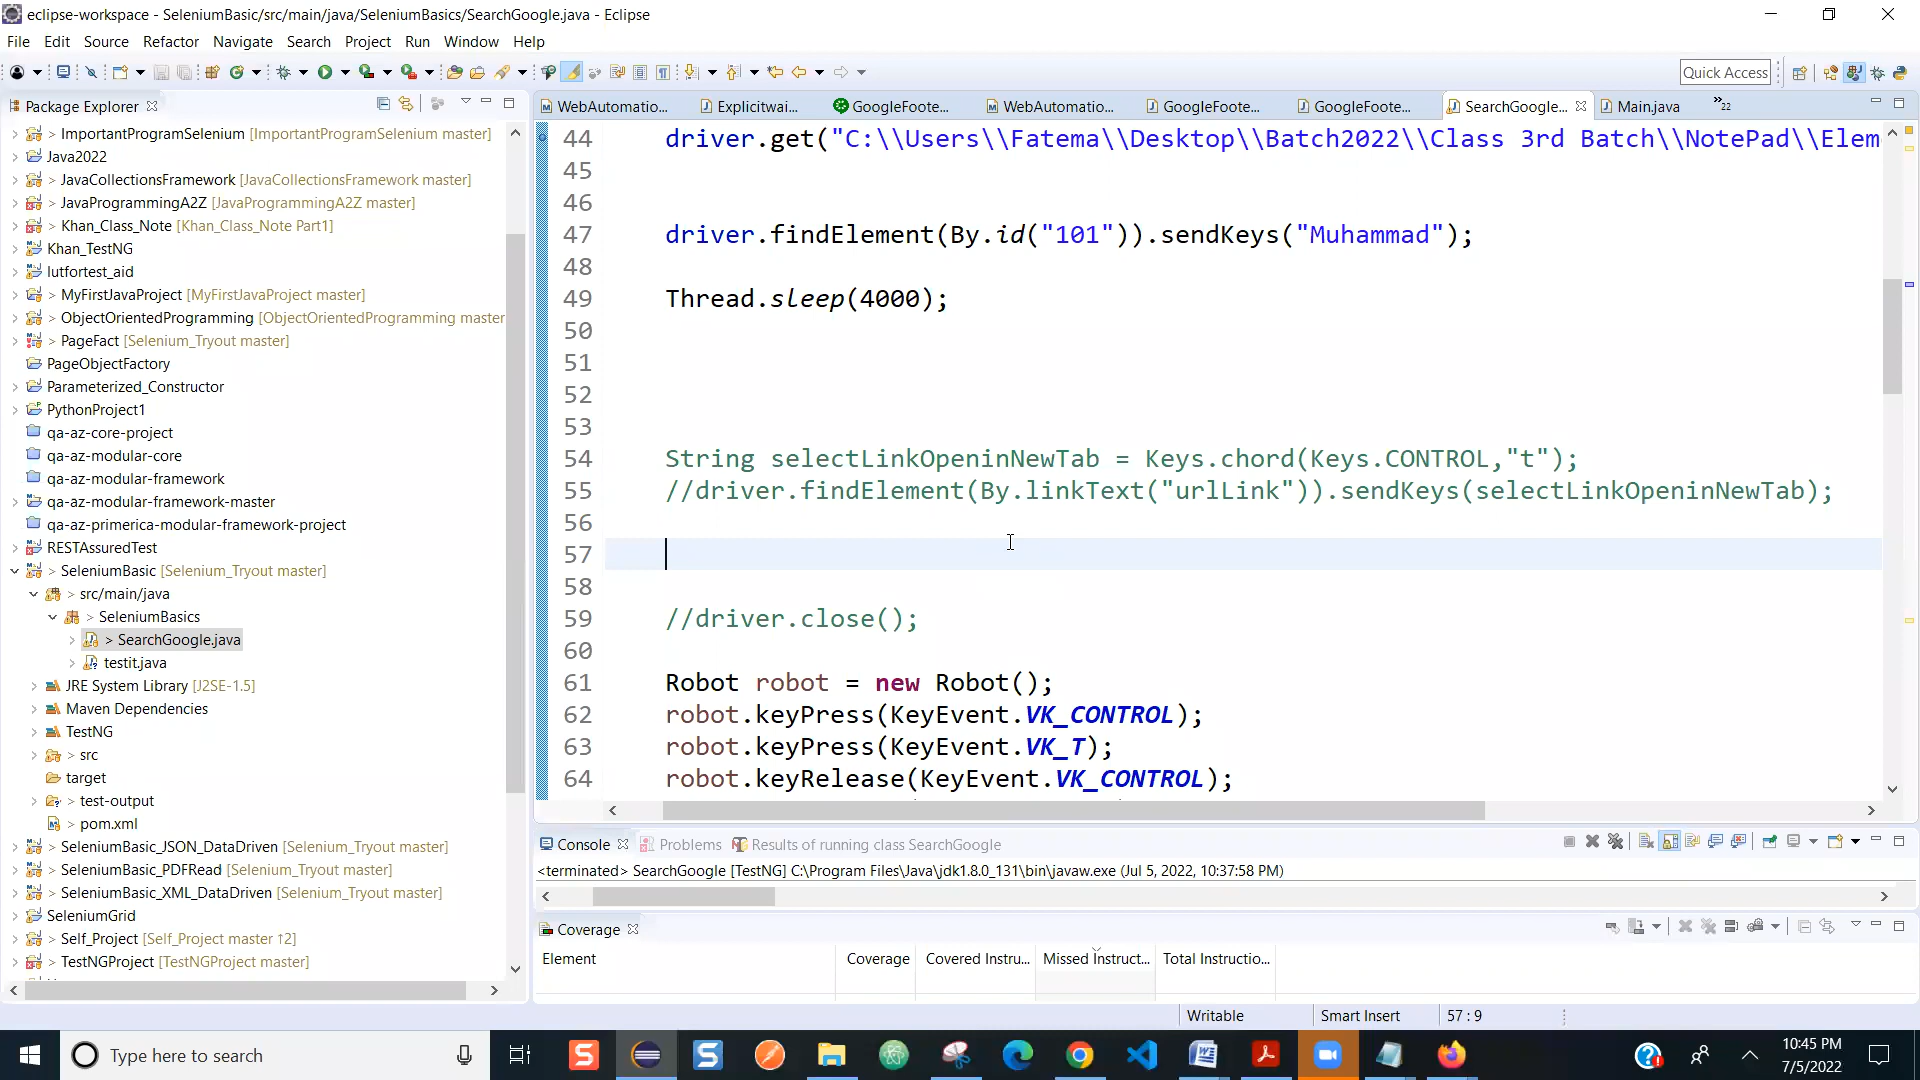 eclipse-workspace - SeleniumBasic/src/main/java/SeleniumBasics/SearchGoogle.java - Eclipse
File Edit Source Refactor Navigate Search Project Run Window Help
Quick Access
Package Explorer
WebAutomatio... Explicitwai... GoogleFoote... WebAutomatio... GoogleFoote... GoogleFoote... SearchGoogle... Main.java »22
> ImportantProgramSelenium [ImportantProgramSelenium master]
Java2022
> JavaCollectionsFramework [JavaCollectionsFramework master]
> JavaProgrammingA2Z [JavaProgrammingA2Z master]
> Khan_Class_Note [Khan_Class_Note Part1]
Khan_TestNG
lutfortest_aid
> MyFirstJavaProject [MyFirstJavaProject master]
> ObjectOrientedProgramming [ObjectOrientedProgramming master
> PageFact [Selenium_Tryout master]
PageObjectFactory
Parameterized_Constructor
PythonProject1
qa-az-core-project
qa-az-modular-core
qa-az-modular-framework
qa-az-modular-framework-master
qa-az-primerica-modular-framework-project
RESTAssuredTest
> SeleniumBasic [Selenium_Tryout master]
> src/main/java
> SeleniumBasics
> SearchGoogle.java
testit.java
JRE System Library [J2SE-1.5]
Maven Dependencies
TestNG
> src
target
> test-output
> pom.xml
> SeleniumBasic_JSON_DataDriven [Selenium_Tryout master]
> SeleniumBasic_PDFRead [Selenium_Tryout master]
> SeleniumBasic_XML_DataDriven [Selenium_Tryout master]
SeleniumGrid
> Self_Project [Self_Project master ↑2]
> TestNGProject [TestNGProject master]
44 driver.get("C:\\Users\\Fatema\\Desktop\\Batch2022\\Class 3rd Batch\\NotePad\\Elem
45
46
47 driver.findElement(By.id("101")).sendKeys("Muhammad");
48
49 Thread.sleep(4000);
50
51
52
53
54 String selectLinkOpeninNewTab = Keys.chord(Keys.CONTROL,"t");
55 //driver.findElement(By.linkText("urlLink")).sendKeys(selectLinkOpeninNewTab);
56
57
58
59 //driver.close();
60
61 Robot robot = new Robot();
62 robot.keyPress(KeyEvent.VK_CONTROL);
63 robot.keyPress(KeyEvent.VK_T);
64 robot.keyRelease(KeyEvent.VK_CONTROL);
Console Problems Results of running class SearchGoogle
<terminated> SearchGoogle [TestNG] C:\Program Files\Java\jdk1.8.0_131\bin\javaw.exe (Jul 5, 2022, 10:37:58 PM)
Coverage
Element Coverage Covered Instru... Missed Instruct... Total Instructio...
Writable Smart Insert 57 : 9
Type here to search
10:45 PM
7/5/2022